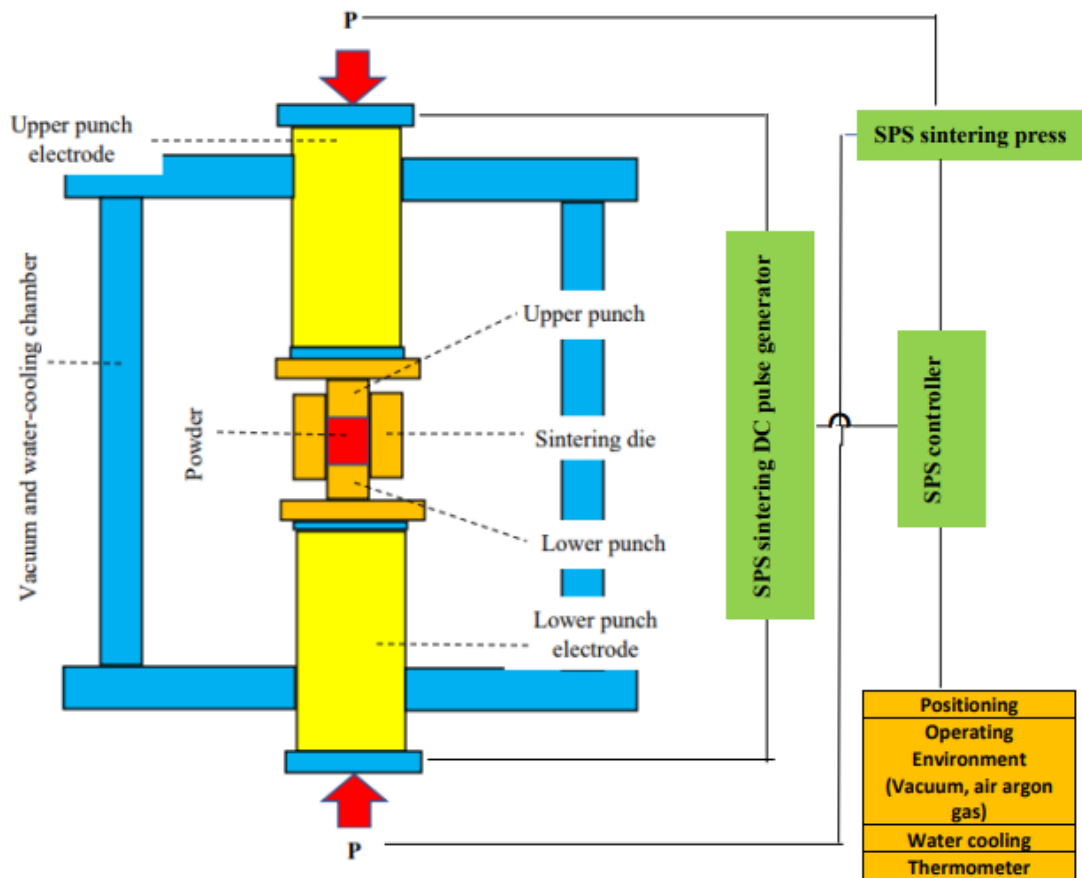 P
Upper punch
electrode
SPS sintering press
Vacuum and water-cooling chamber
SPS sintering DC pulse generator
Upper punch
SPS controller
Powder
Sintering die
Lower punch
Lower punch
electrode
Positioning
Operating
Environment
(Vacuum, air argon
gas)
Water cooling
Thermometer
P